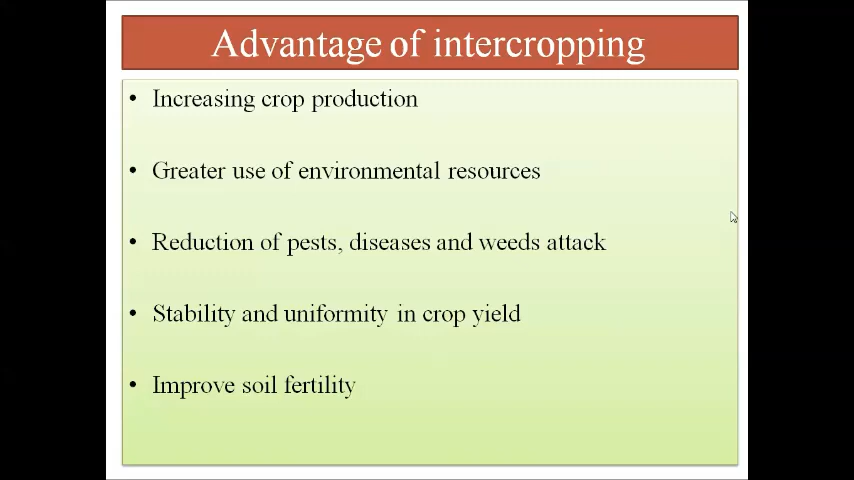 Advantage of intercropping
• Increasing crop production
• Greater use of environmental resources
• Reduction of pests, diseases and weeds attack
• Stability and uniformity in crop yield
• Improve soil fertility